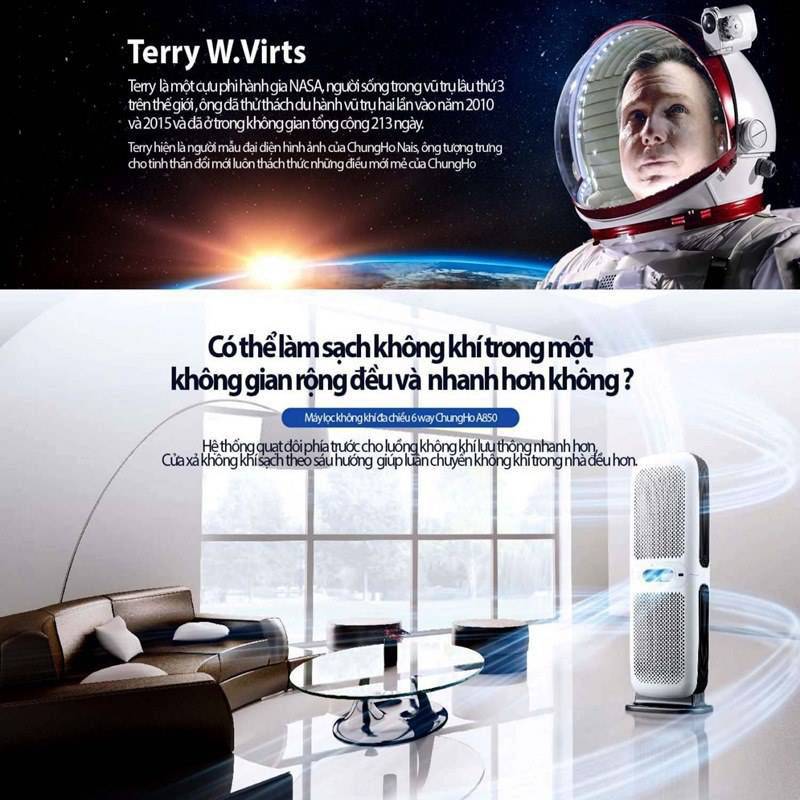 Terry W.Virts
Terry là một cựu phi hành gia NASA, người sống trong vũ trụ lâu thứ 3
trên thế giới, ông đã thử thách du hành vũ trụ hai lần vào năm 2010
và 2015 và đã ở trong không gian tổng cộng 213 ngày.
Terry hiện là người mẫu đại diện hình ảnh của ChungHo Nais, ông tượng trưng
cho tinh thần đổi mới luôn thách thức những điều mới mẻ của ChungHo
Có thể làm sạch không khí trong một
không gian rộng đều và nhanh hơn không ?
Máy lọc không khí đa chiều 6 way ChungHo A850
Hệ thống quạt dôi phía trước cho luồng không khí lưu thông nhanh hơn,
Cửa xả không khí sạch theo sáu hướng giúp luân chuyển không khí trong nhà đều hơn.